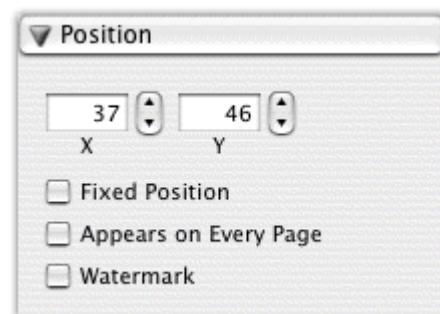 Position
37 46
X Y
Fixed Position
Appears on Every Page
Watermark